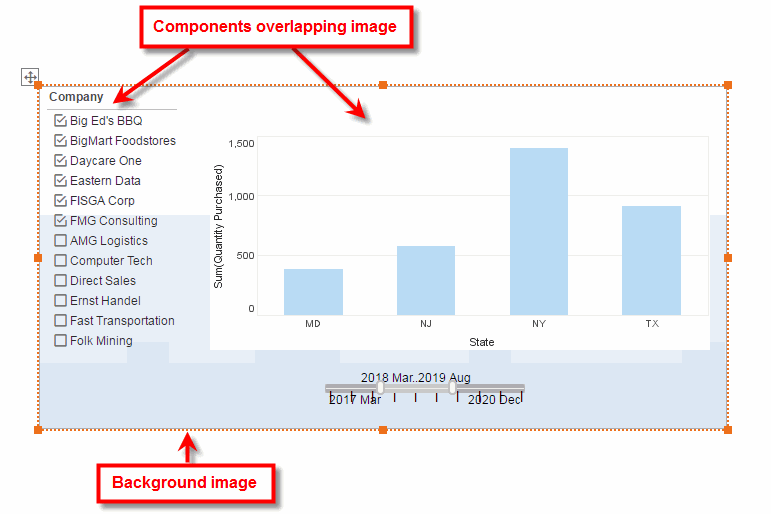 Components overlapping image
Company
Big Ed's BBQ
BigMart Foodstores
Daycare One
Eastern Data
FISGA Corp
FMG Consulting
AMG Logistics
Computer Tech
Direct Sales
Ernst Handel
Fast Transportation
Folk Mining
Sum(Quantity Purchased)
1,500
1,000
500
0
MD NJ NY TX
State
2018 Mar..2019 Aug
2017 Mar 2020 Dec
Background image